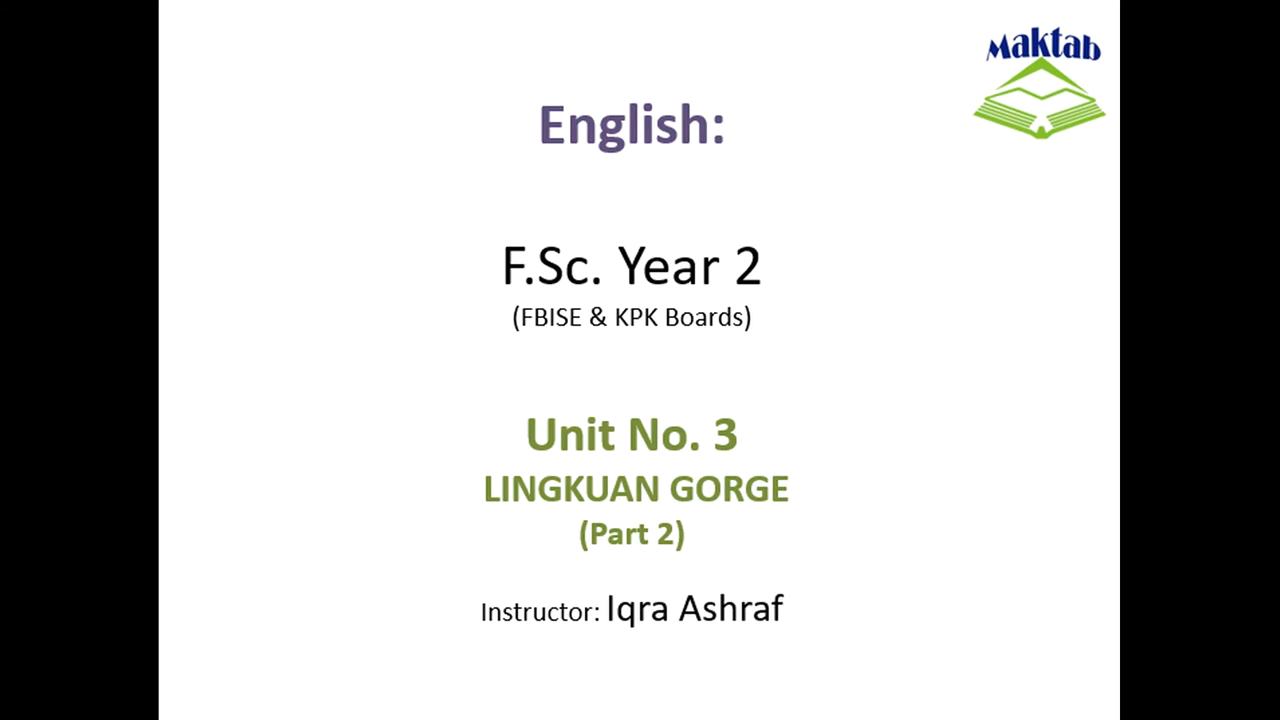 Maktab
English:
F.Sc. Year 2
(FBISE & KPK Boards)
Unit No. 3
LINGKUAN GORGE
(Part 2)
Instructor: Iqra Ashraf